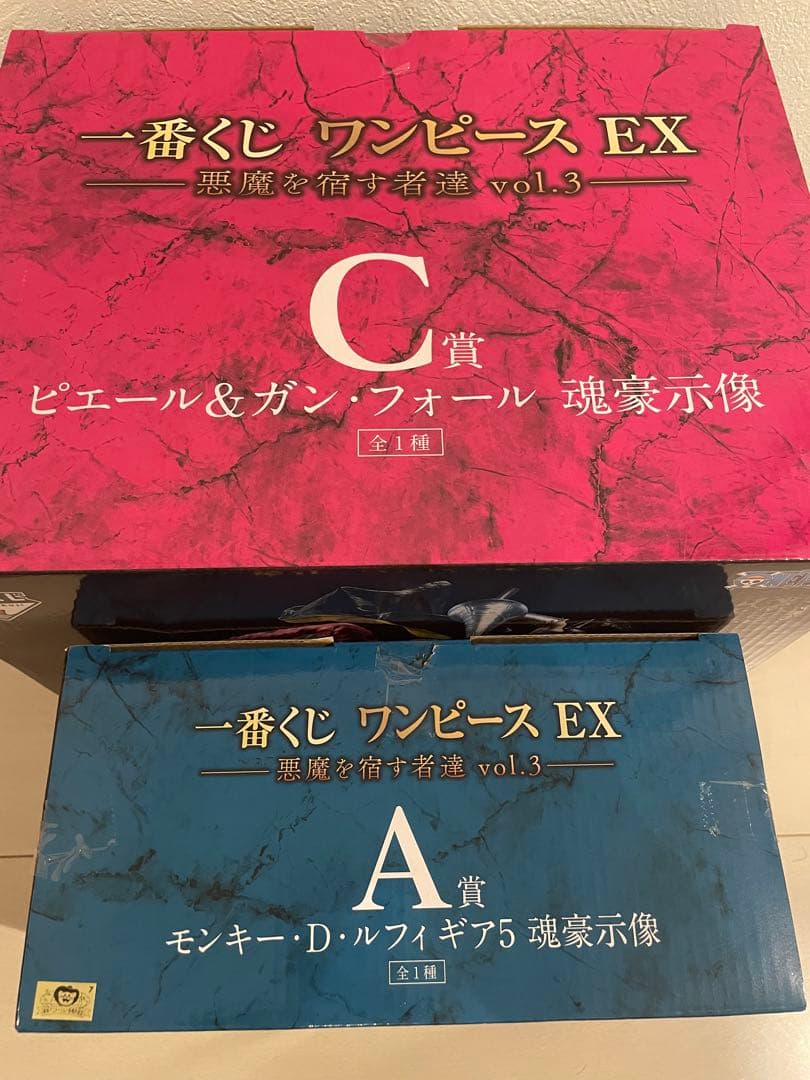 一番くじ ワンピース EX
悪魔を宿す者達 vol.3
C賞
ピエール&ガン・フォール 魂豪示像
全1種
一番くじ ワンピース EX
悪魔を宿す者達 vol.3
A賞
モンキー・D・ルフィ ギア5 魂豪示像
全1種